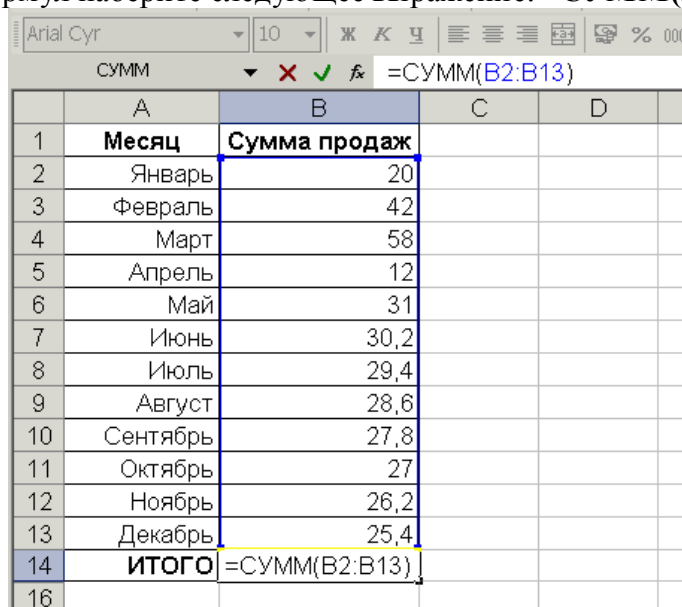 Arial Cyr 10 Ж К Ч %
СУММ =СУММ(B2:B13)
A B C D
1 Месяц Сумма продаж
2 Январь 20
3 Февраль 42
4 Март 58
5 Апрель 12
6 Май 31
7 Июнь 30,2
8 Июль 29,4
9 Август 28,6
10 Сентябрь 27,8
11 Октябрь 27
12 Ноябрь 26,2
13 Декабрь 25,4
14 ИТОГО =СУММ(B2:B13)
16